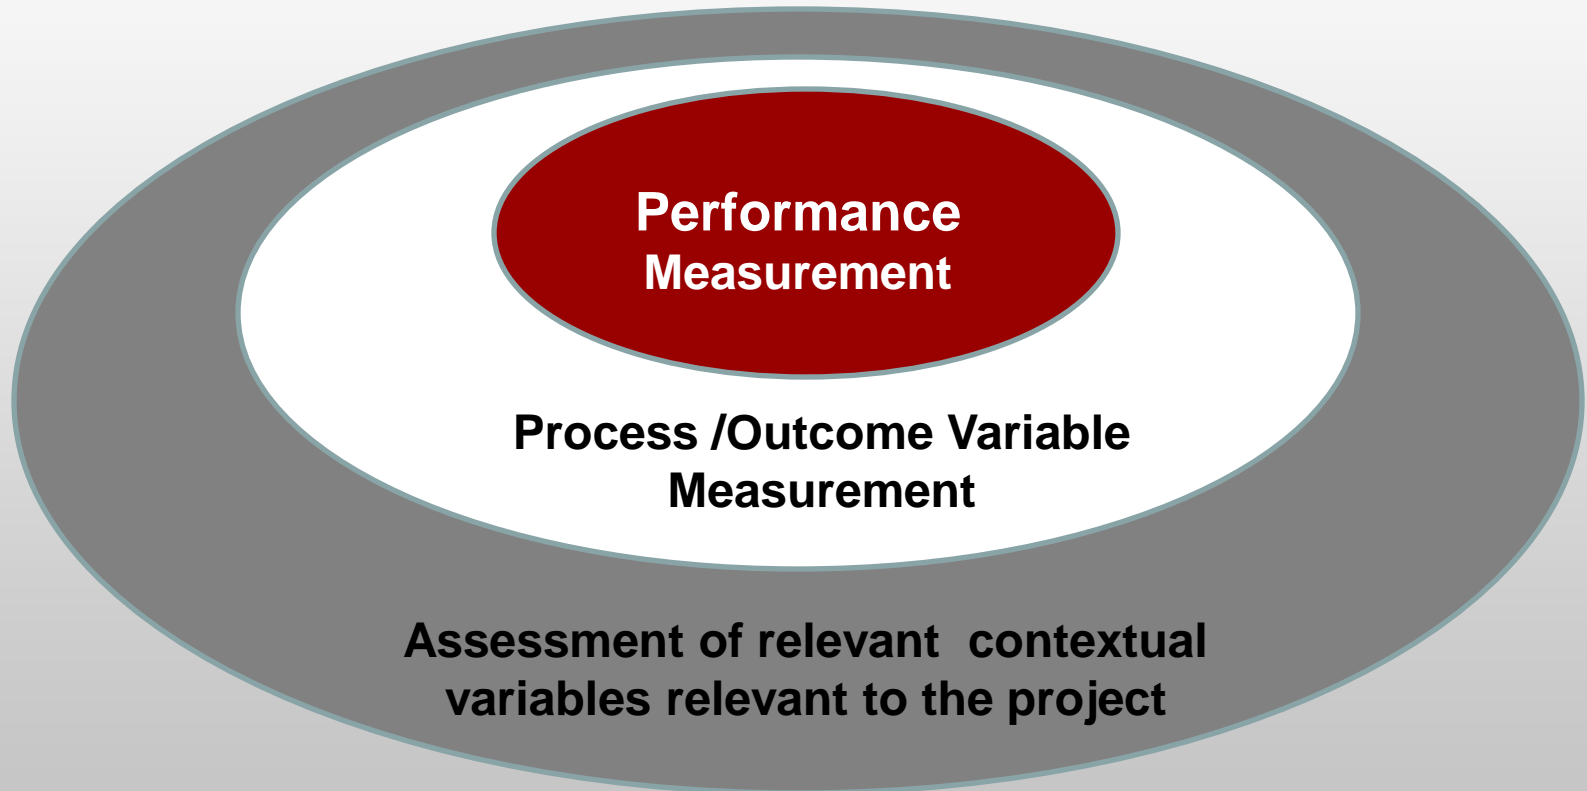 Performance
Measurement
Process /Outcome Variable
Measurement
Assessment of relevant  contextual
variables relevant to the project